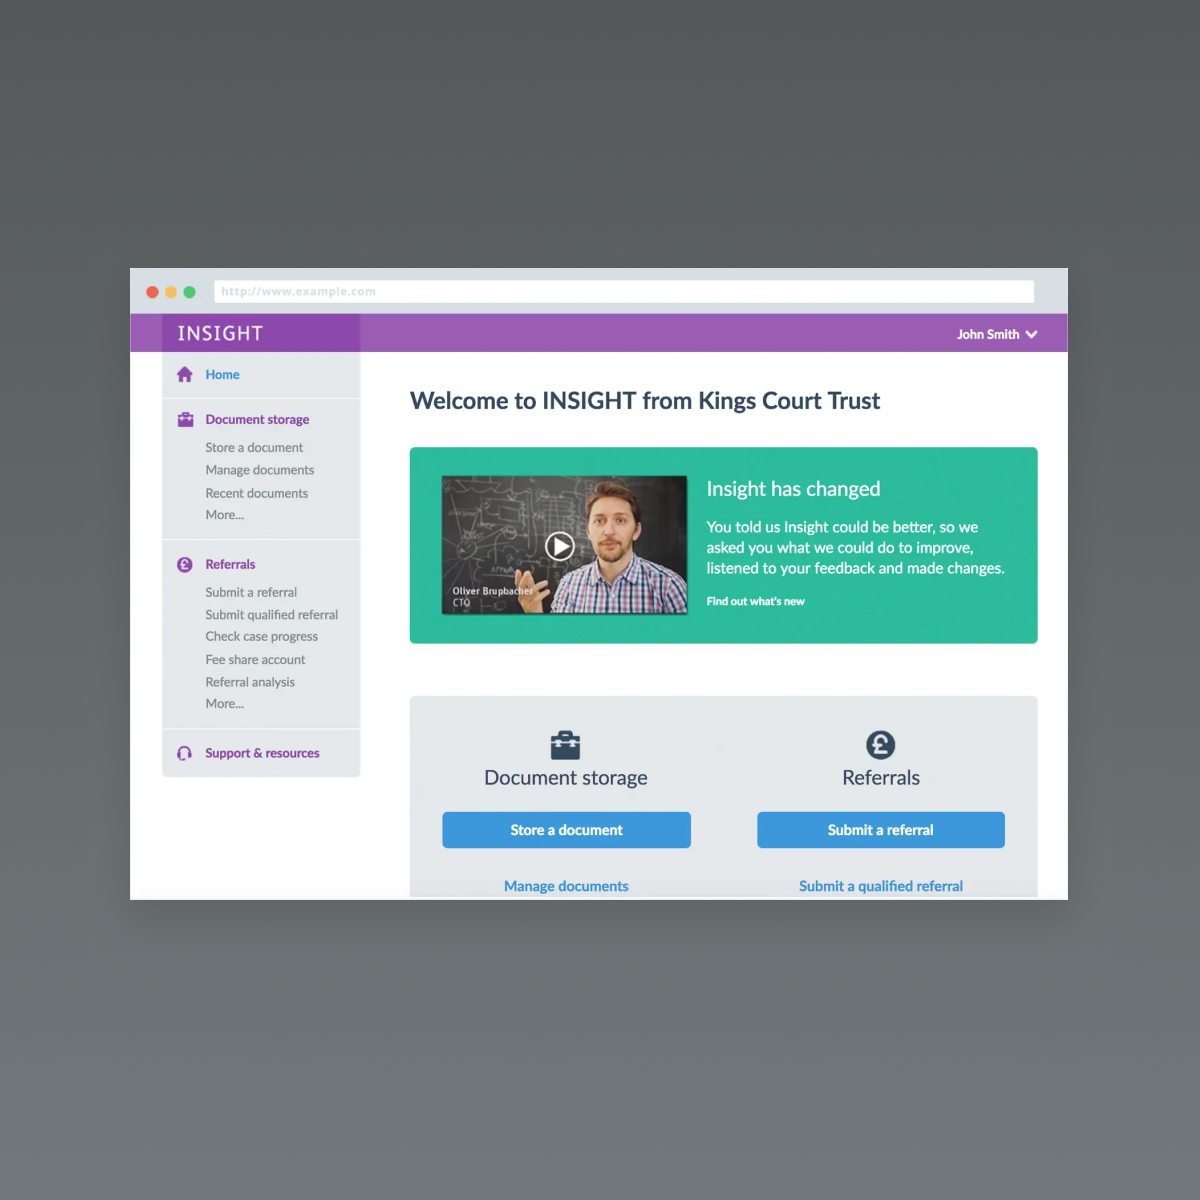 http://www.example.com
INSIGHT
John Smith
Home
Document storage
Store a document
Manage documents
Recent documents
More...
Referrals
Submit a referral
Submit qualified referral
Check case progress
Fee share account
Referral analysis
More...
Support & resources
Welcome to INSIGHT from Kings Court Trust
Oliver Brupbacher
CTO
Insight has changed
You told us Insight could be better, so we
asked you what we could do to improve,
listened to your feedback and made changes.
Find out what's new
Document storage
Store a document
Manage documents
£
Referrals
Submit a referral
Submit a qualified referral